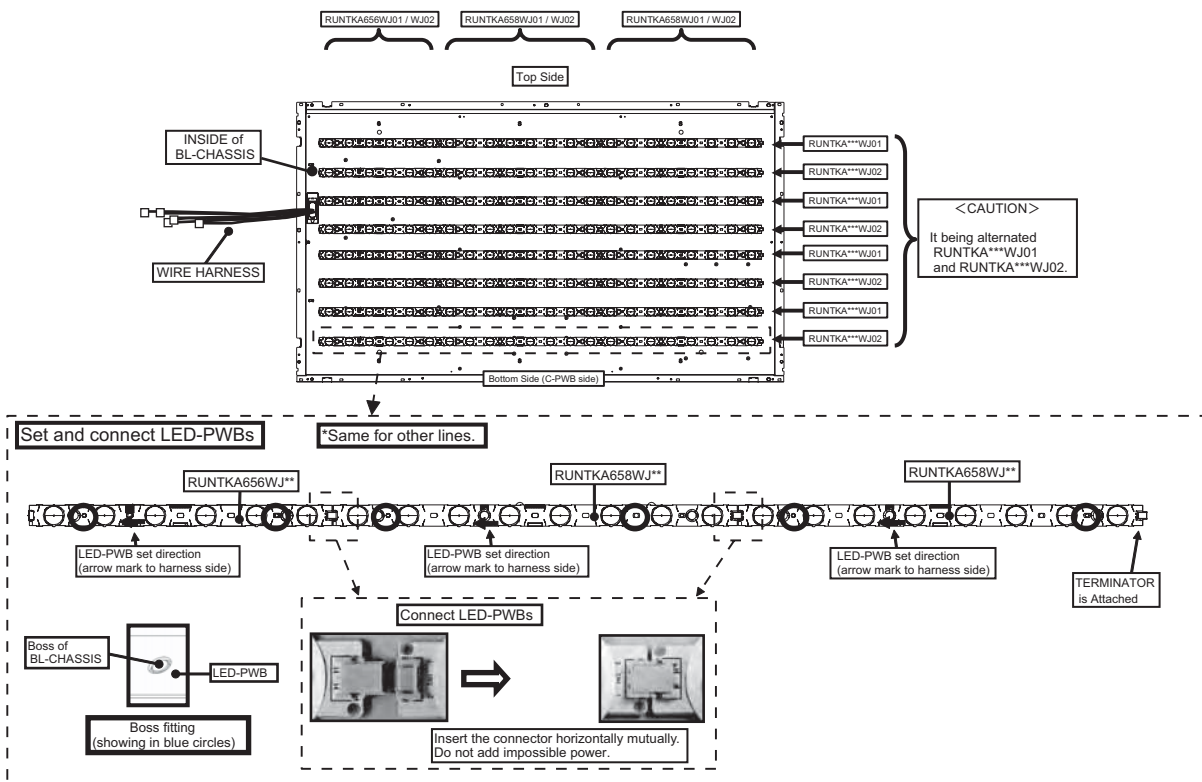 RUNTKA656WJ01 / WJ02
RUNTKA658WJ01 / WJ02
RUNTKA658WJ01 / WJ02
Top Side
INSIDE of
BL-CHASSIS
WIRE HARNESS
RUNTKA***WJ01
RUNTKA***WJ02
RUNTKA***WJ01
RUNTKA***WJ02
RUNTKA***WJ01
RUNTKA***WJ02
RUNTKA***WJ01
RUNTKA***WJ02
<CAUTION>
It being alternated
RUNTKA***WJ01
and RUNTKA***WJ02.
Bottom Side (C-PWB side)
Set and connect LED-PWBs
*Same for other lines.
RUNTKA656WJ**
RUNTKA658WJ**
RUNTKA658WJ**
LED-PWB set direction
(arrow mark to harness side)
LED-PWB set direction
(arrow mark to harness side)
LED-PWB set direction
(arrow mark to harness side)
TERMINATOR
is Attached
Boss of
BL-CHASSIS
LED-PWB
Boss fitting
(showing in blue circles)
Connect LED-PWBs
Insert the connector horizontally mutually.
Do not add impossible power.